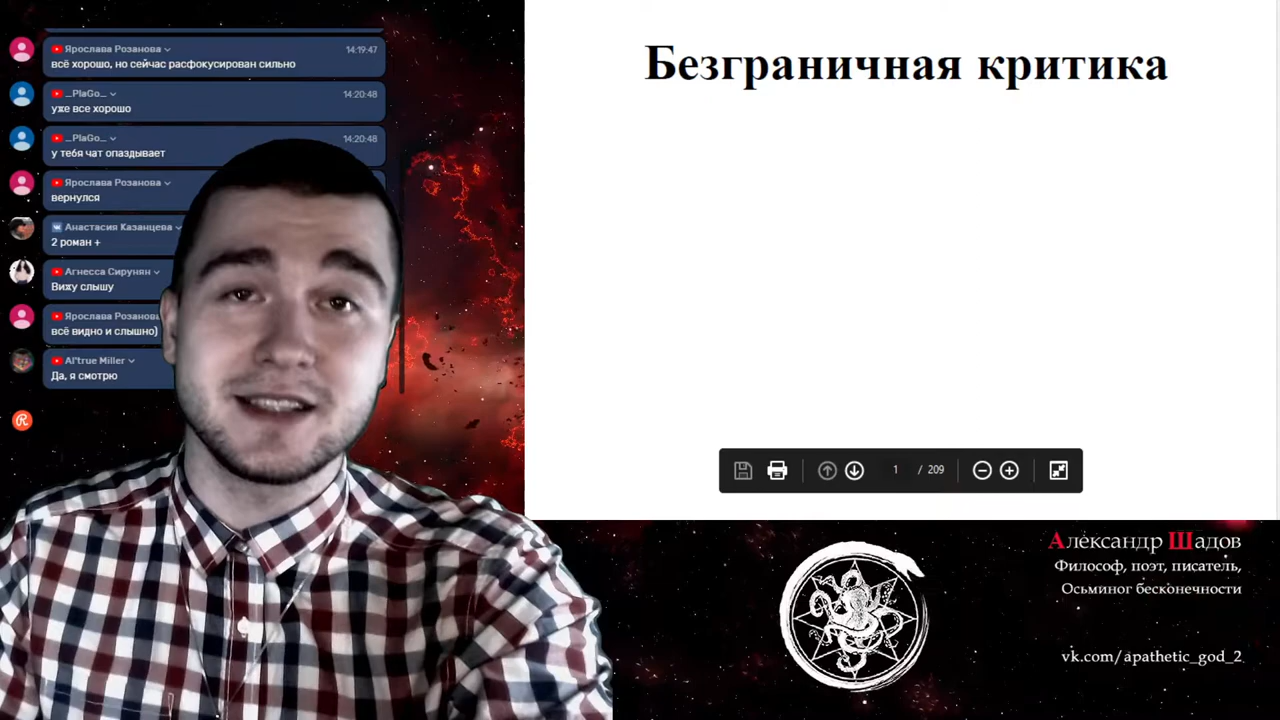 Ярослава Розанова
14:19:47
всё хорошо, но сейчас расфокусирован сильно
_PlaGo_
14:20:48
уже все хорошо
_PlaGo_
14:20:48
у тебя чат опаздывает
Ярослава Розанова
вернулся
Анастасия Казанцева
2 роман +
Агнесса Сирунян
Вижу слышу
Ярослава Розанова
всё видно и слышно)
Al'true Miller
Да, я смотрю
Безграничная критика
1 / 209
Александр Шадов
Философ, поэт, писатель,
Осьминог бесконечности
vk.com/apathetic_god_2